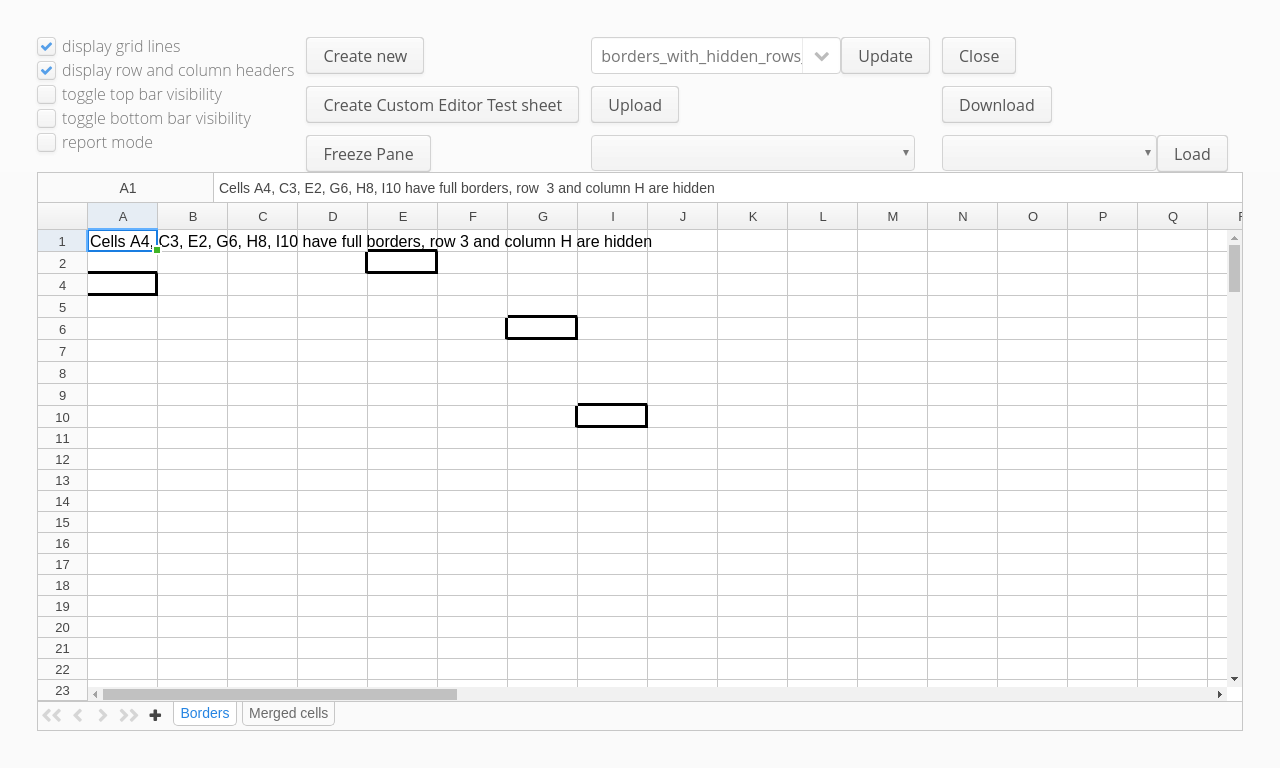 display grid lines
display row and column headers
toggle top bar visibility
toggle bottom bar visibility
report mode
Create new
borders_with_hidden_rows_
Update
Close
Create Custom Editor Test sheet
Upload
Download
Freeze Pane
Load
A1
Cells A4, C3, E2, G6, H8, I10 have full borders, row  3 and column H are hidden
A B C D E F G I J K L M N O P Q
1 Cells A4, C3, E2, G6, H8, I10 have full borders, row 3 and column H are hidden
2
4
5
6
7
8
9
10
11
12
13
14
15
16
17
18
19
20
21
22
23
Borders
Merged cells